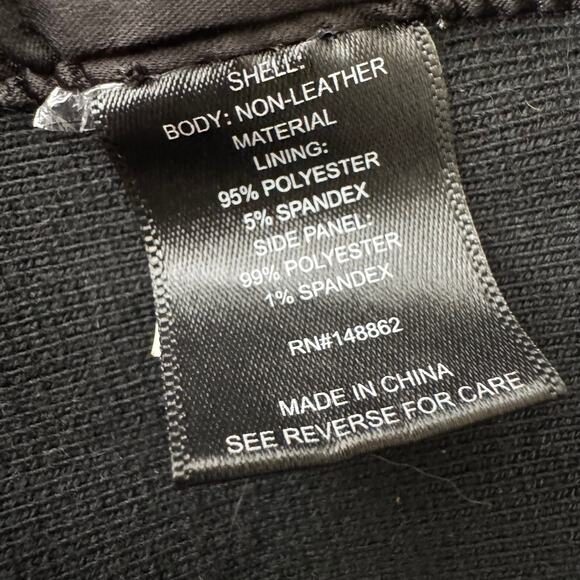 SHELL:
BODY: NON-LEATHER
MATERIAL
LINING:
95% POLYESTER
5% SPANDEX
SIDE PANEL:
99% POLYESTER
1% SPANDEX
RN#148862
MADE IN CHINA
SEE REVERSE FOR CARE